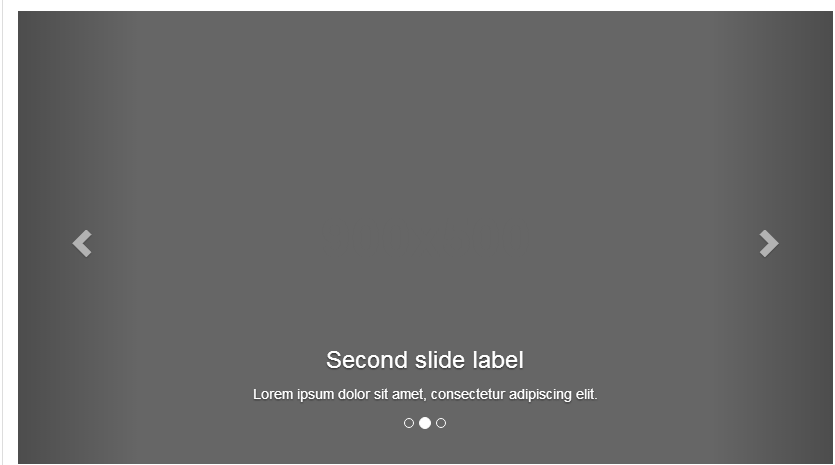 Second slide label
Lorem ipsum dolor sit amet, consectetur adipiscing elit.